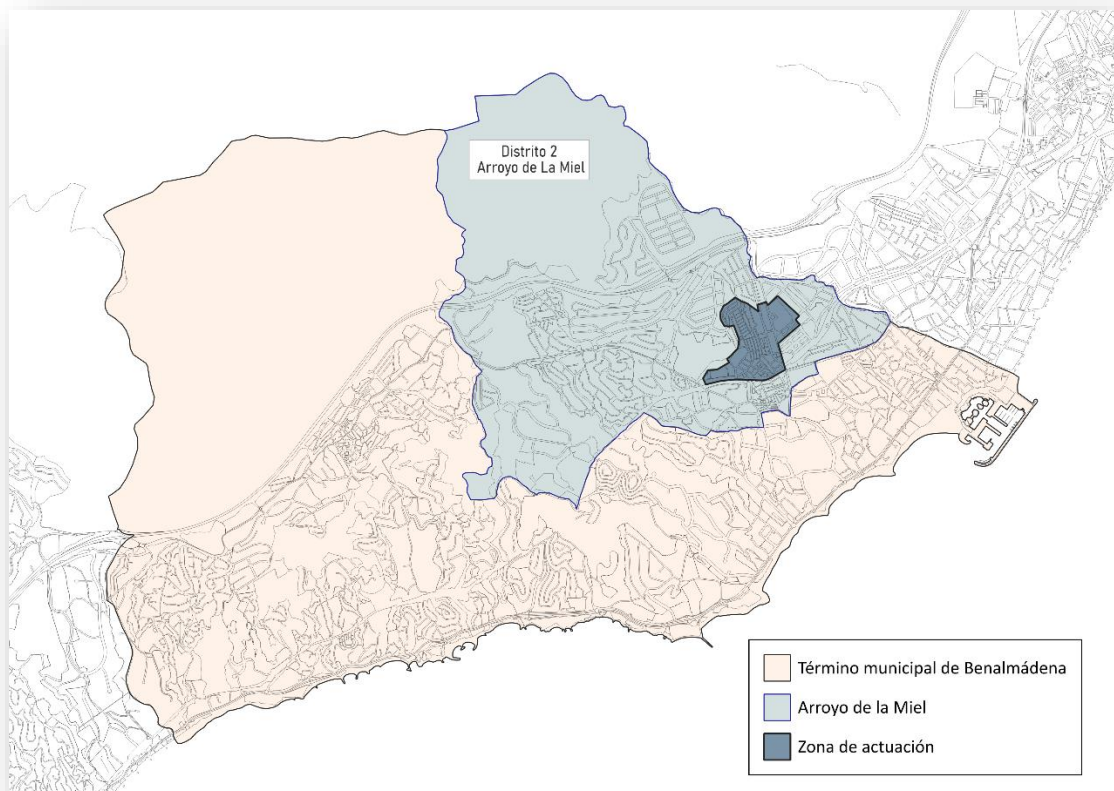 Distrito 2
Arroyo de La Miel
Término municipal de Benalmádena
Arroyo de la Miel
Zona de actuación